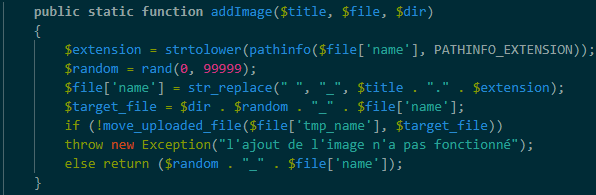 public static function addImage($title, $file, $dir)
{
$extension = strtolower(pathinfo($file['name'], PATHINFO_EXTENSION));
$random = rand(0, 99999);
$file['name'] = str_replace(" ", "_", $title . "." . $extension);
$target_file = $dir . $random . "_" . $file['name'];
if (!move_uploaded_file($file['tmp_name'], $target_file))
throw new Exception("l'ajout de l'image n'a pas fonctionné");
else return ($random . "_" . $file['name']);
}